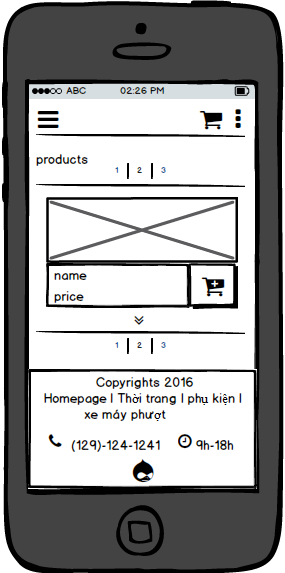 ABC 02:26 PM
products
1 | 2 | 3
name
price
1 | 2 | 3
Copyrights 2016
Homepage | Thời trang | phụ kiện |
xe máy phượt
(129)-124-1241 9h-18h